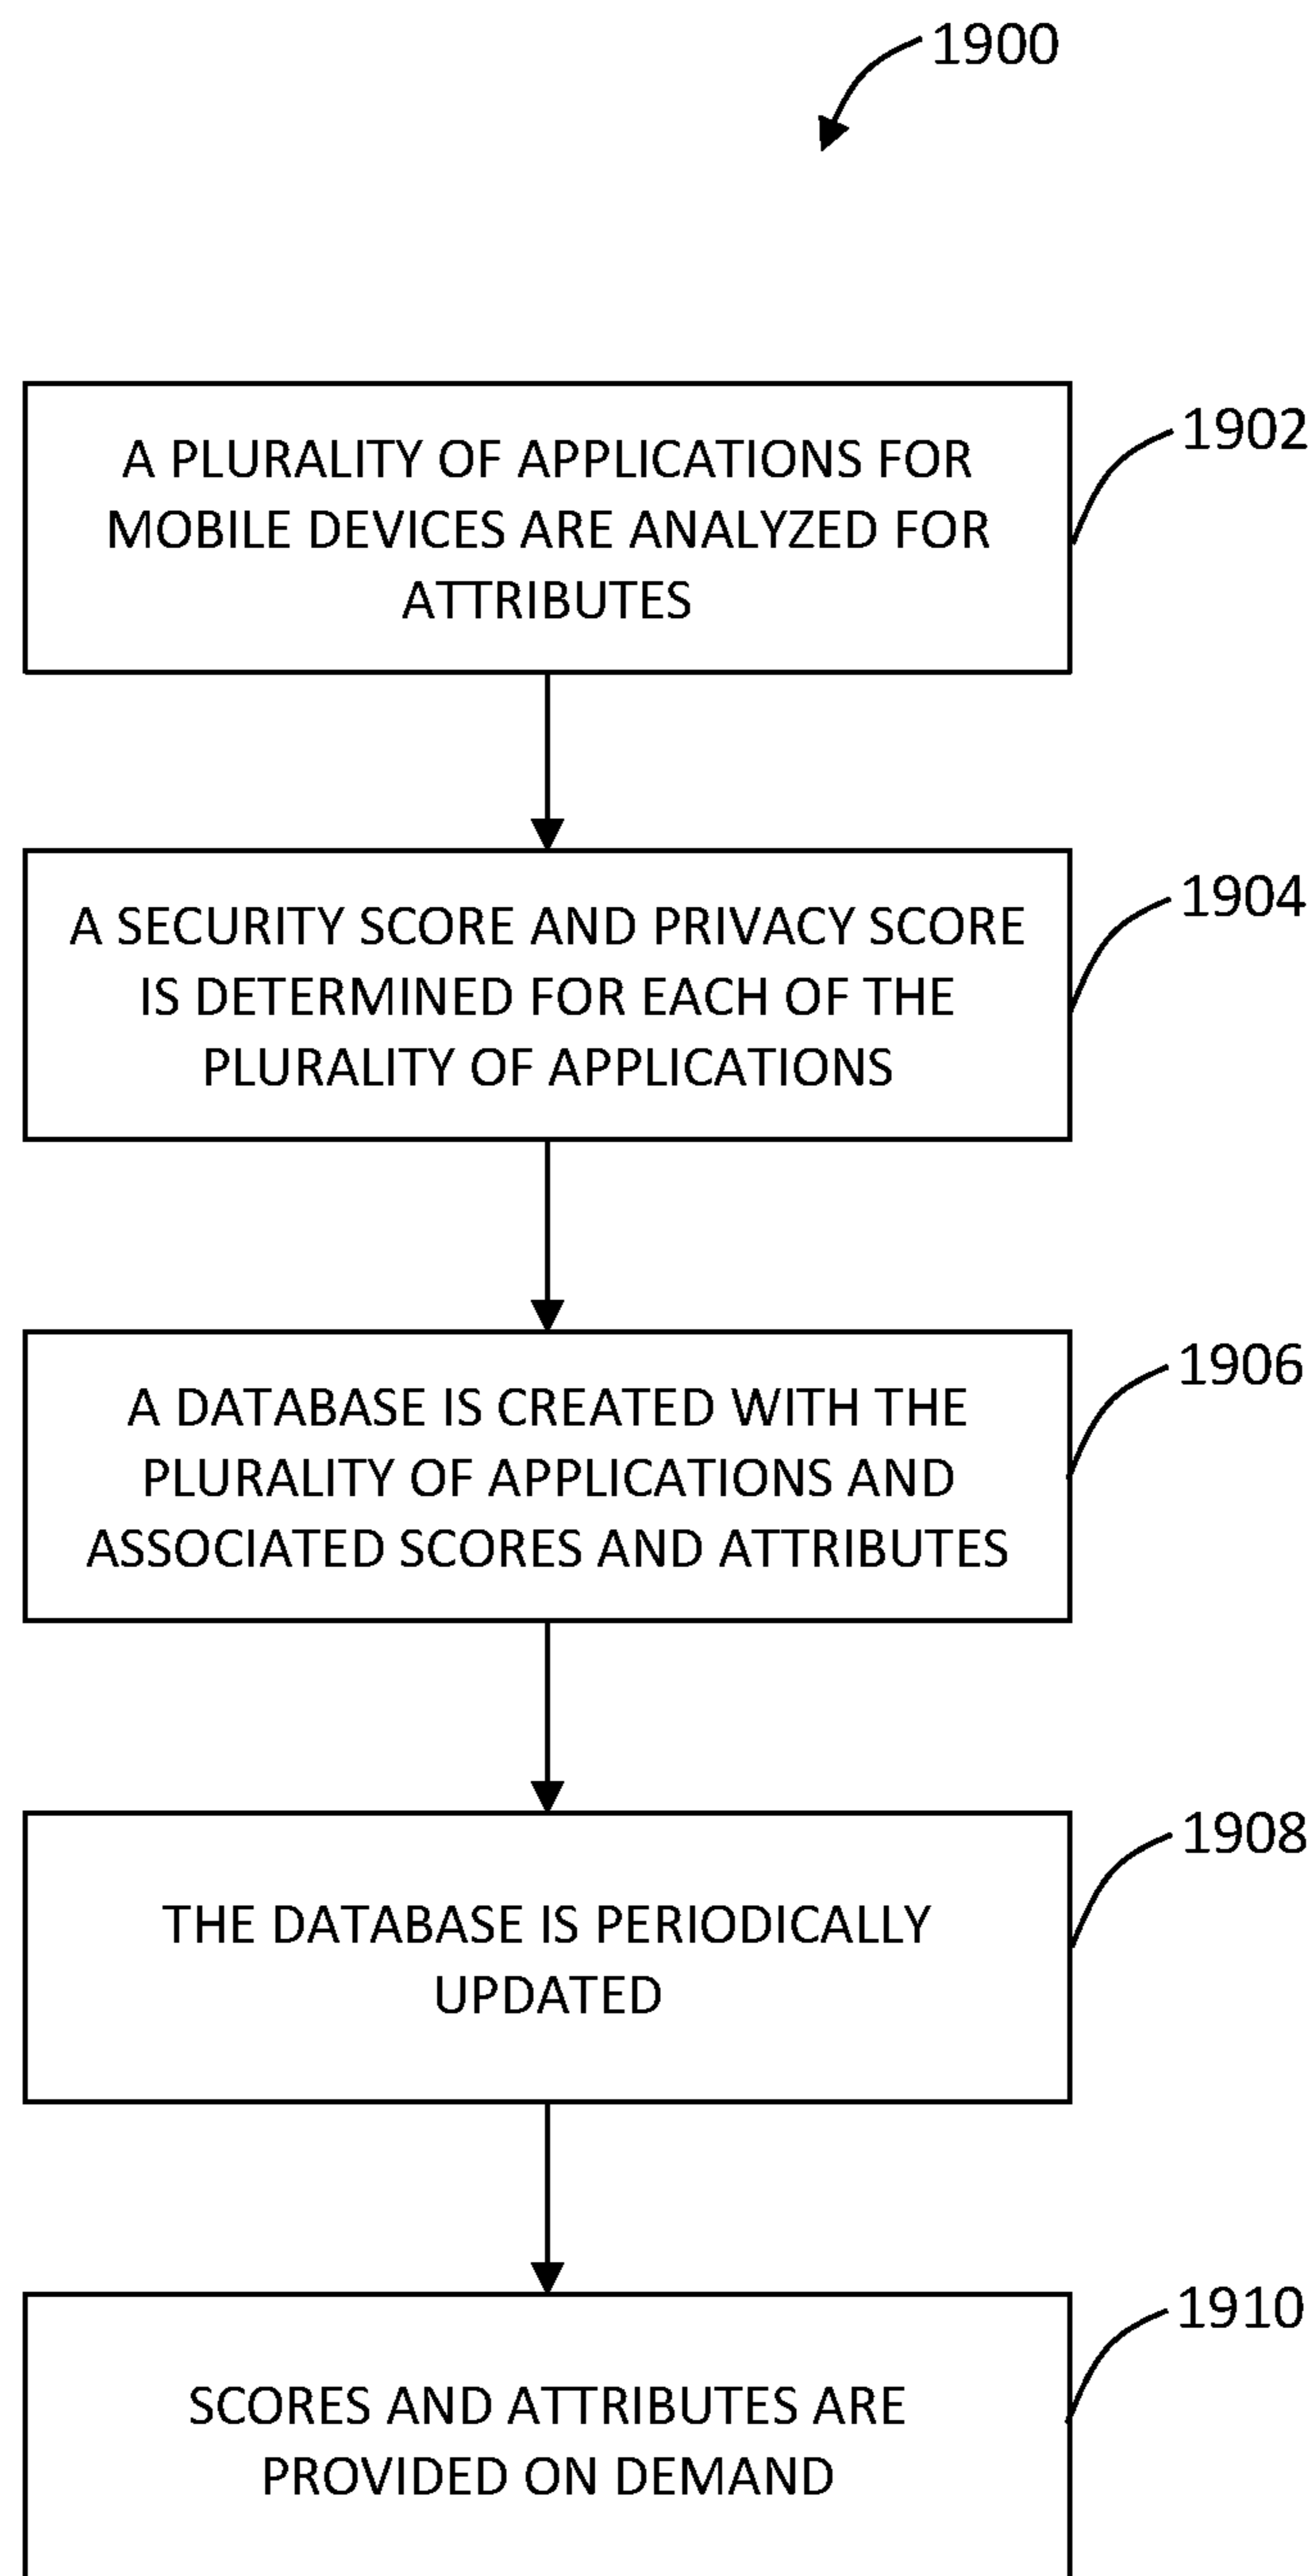 1900
A PLURALITY OF APPLICATIONS FOR
MOBILE DEVICES ARE ANALYZED FOR
ATTRIBUTES
1902
A SECURITY SCORE AND PRIVACY SCORE
IS DETERMINED FOR EACH OF THE
PLURALITY OF APPLICATIONS
1904
A DATABASE IS CREATED WITH THE
PLURALITY OF APPLICATIONS AND
ASSOCIATED SCORES AND ATTRIBUTES
1906
THE DATABASE IS PERIODICALLY
UPDATED
1908
SCORES AND ATTRIBUTES ARE
PROVIDED ON DEMAND
1910